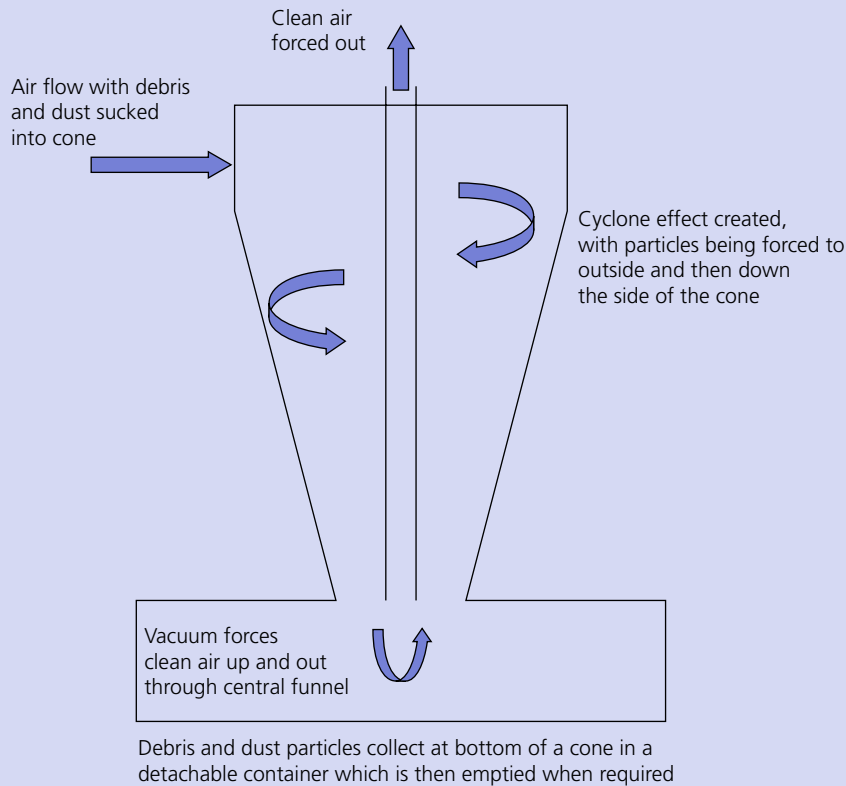 Clean air
forced out
Air flow with debris
and dust sucked
into cone
Cyclone effect created,
with particles being forced to
outside and then down
the side of the cone
Vacuum forces
clean air up and out
through central funnel
Debris and dust particles collect at bottom of a cone in a
detachable container which is then emptied when required